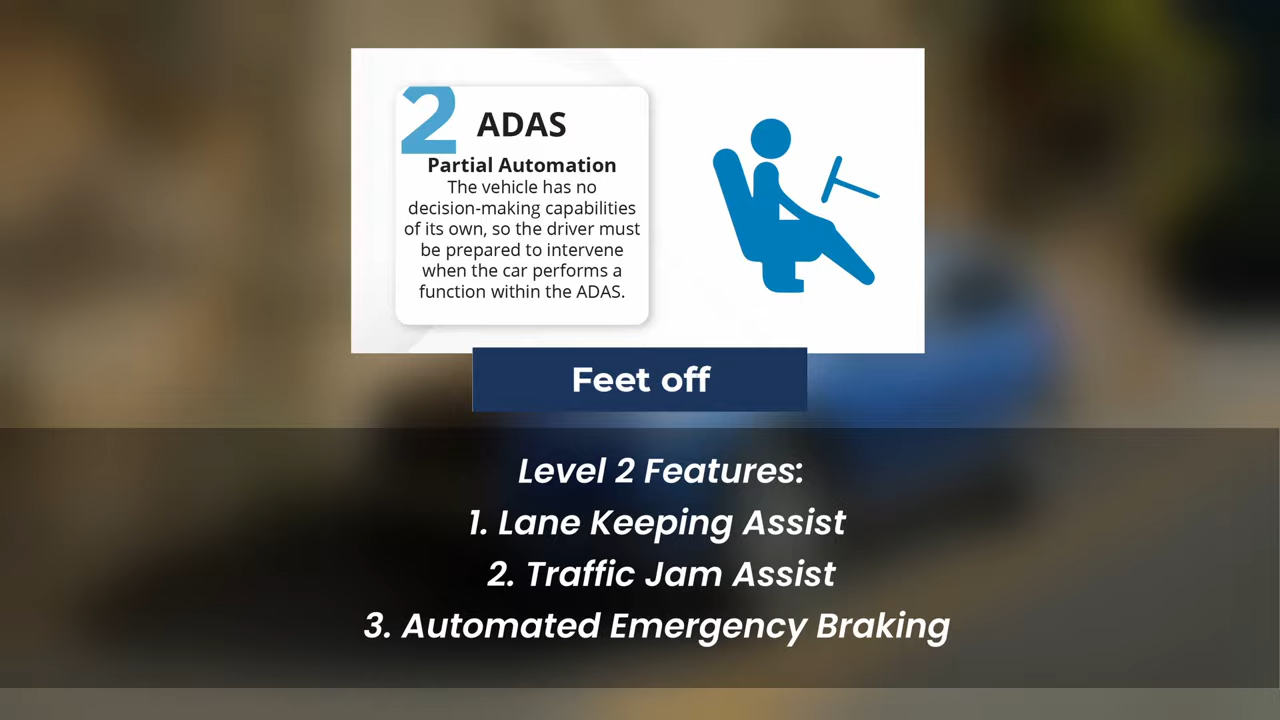 2
ADAS
Partial Automation
The vehicle has no
decision-making capabilities
of its own, so the driver must
be prepared to intervene
when the car performs a
function within the ADAS.
Feet off
Level 2 Features:
1. Lane Keeping Assist
2. Traffic Jam Assist
3. Automated Emergency Braking